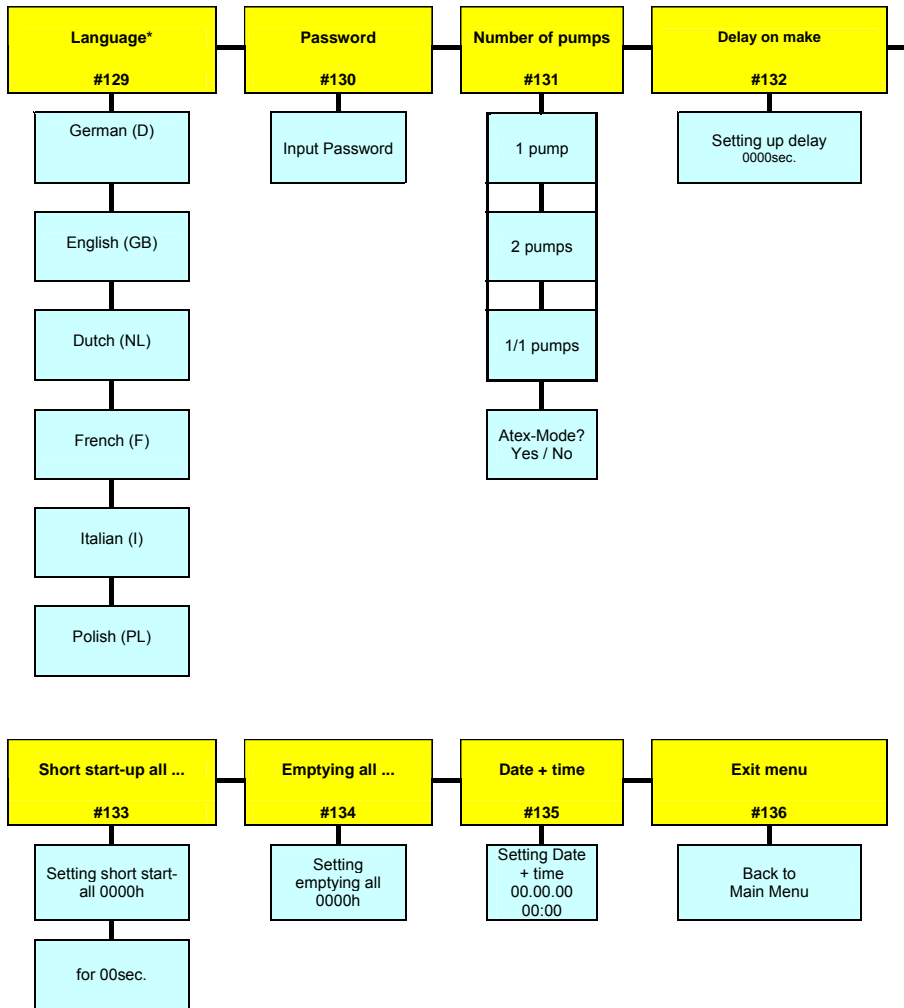 Language*
#129
German (D)
English (GB)
Dutch (NL)
French (F)
Italian (I)
Polish (PL)
Password
#130
Input Password
Number of pumps
#131
1 pump
2 pumps
1/1 pumps
Atex-Mode?
Yes / No
Delay on make
#132
Setting up delay
0000sec.
Short start-up all ...
#133
Setting short start-
all 0000h
for 00sec.
Emptying all ...
#134
Setting
emptying all
0000h
Date + time
#135
Setting Date
+ time
00.00.00
00:00
Exit menu
#136
Back to
Main Menu